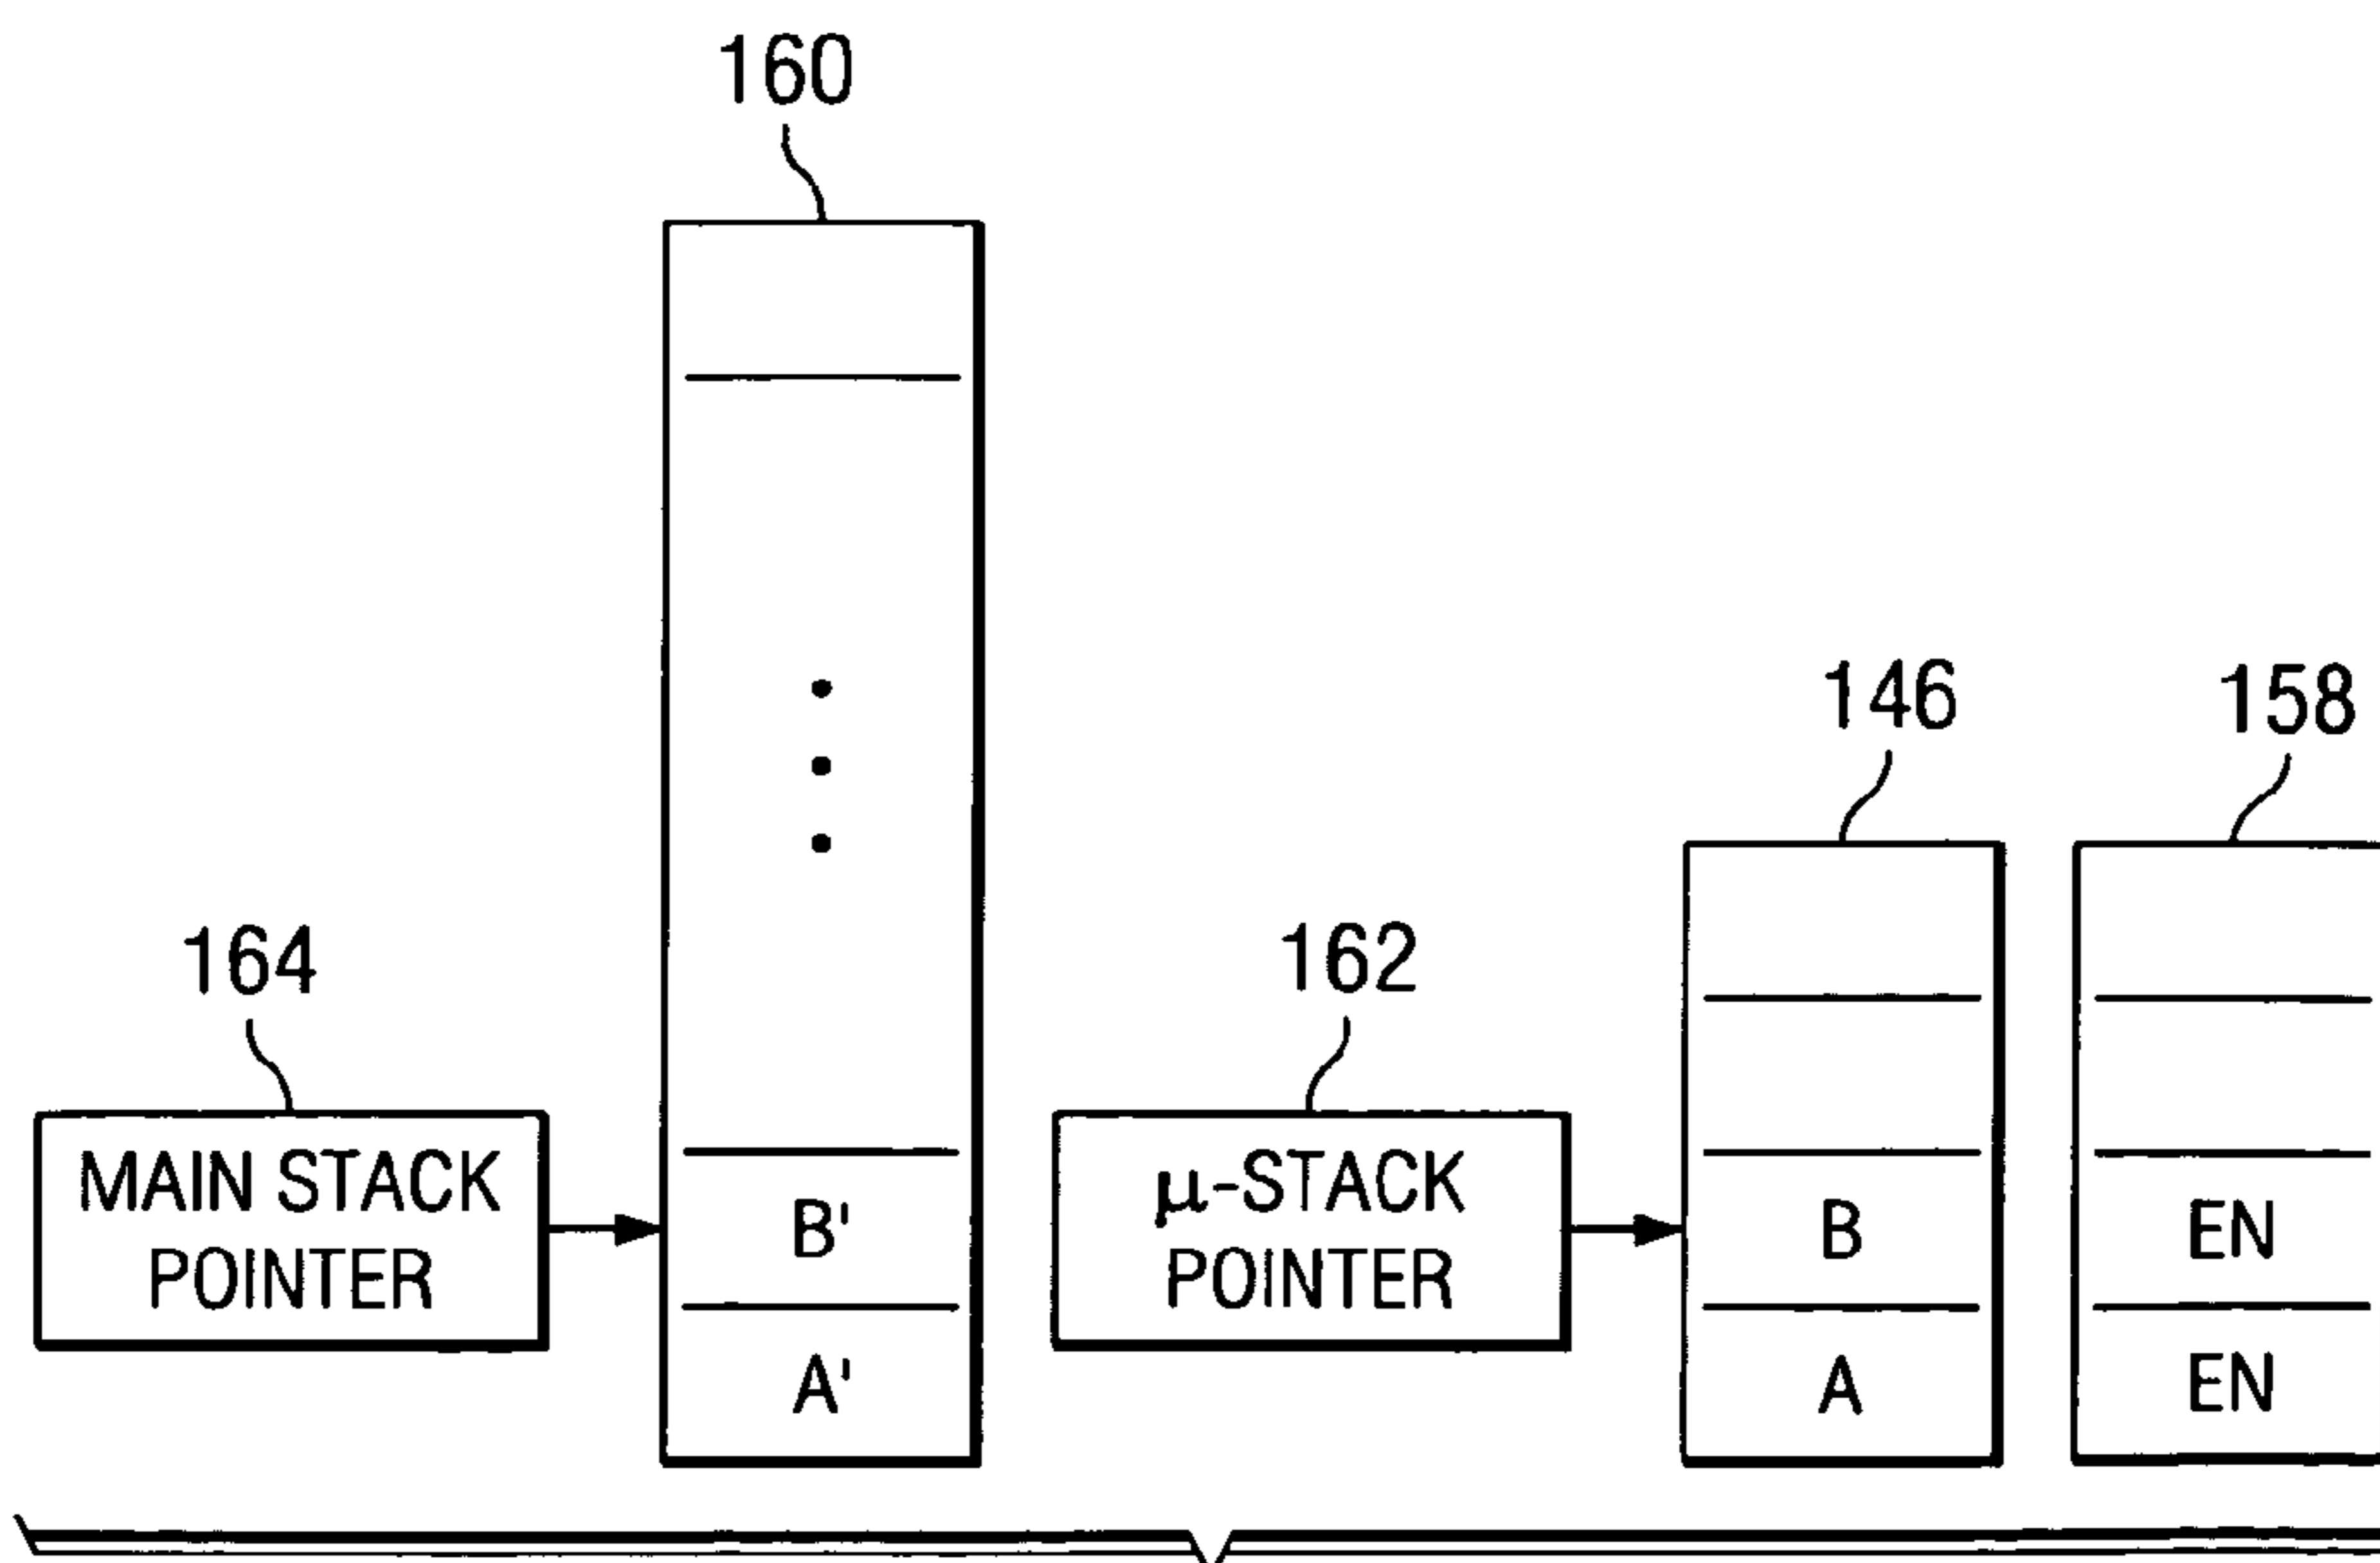 160
146
158
164
162
MAIN STACK
POINTER
B'
A'
µ-STACK
POINTER
B
A
EN
EN